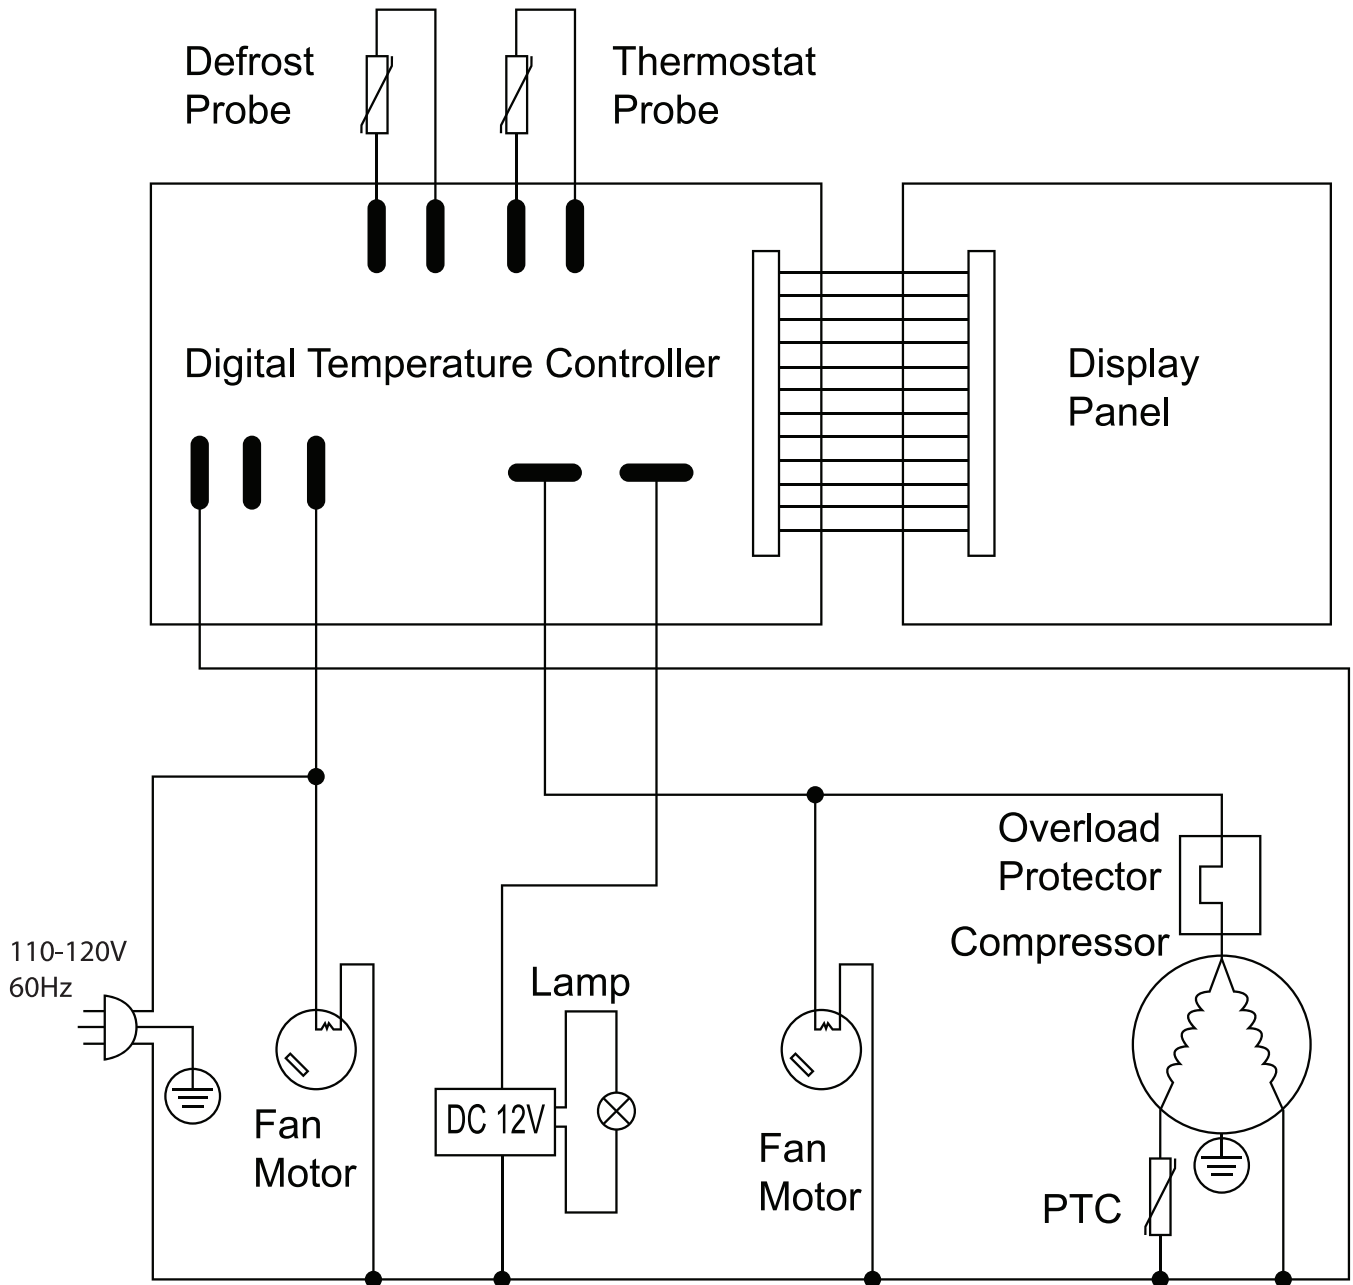 Defrost
Probe
Thermostat
Probe
Digital Temperature Controller
Display
Panel
Overload
Protector
Compressor
110-120V
60Hz
Lamp
DC 12V
Fan
Motor
Fan
Motor
PTC